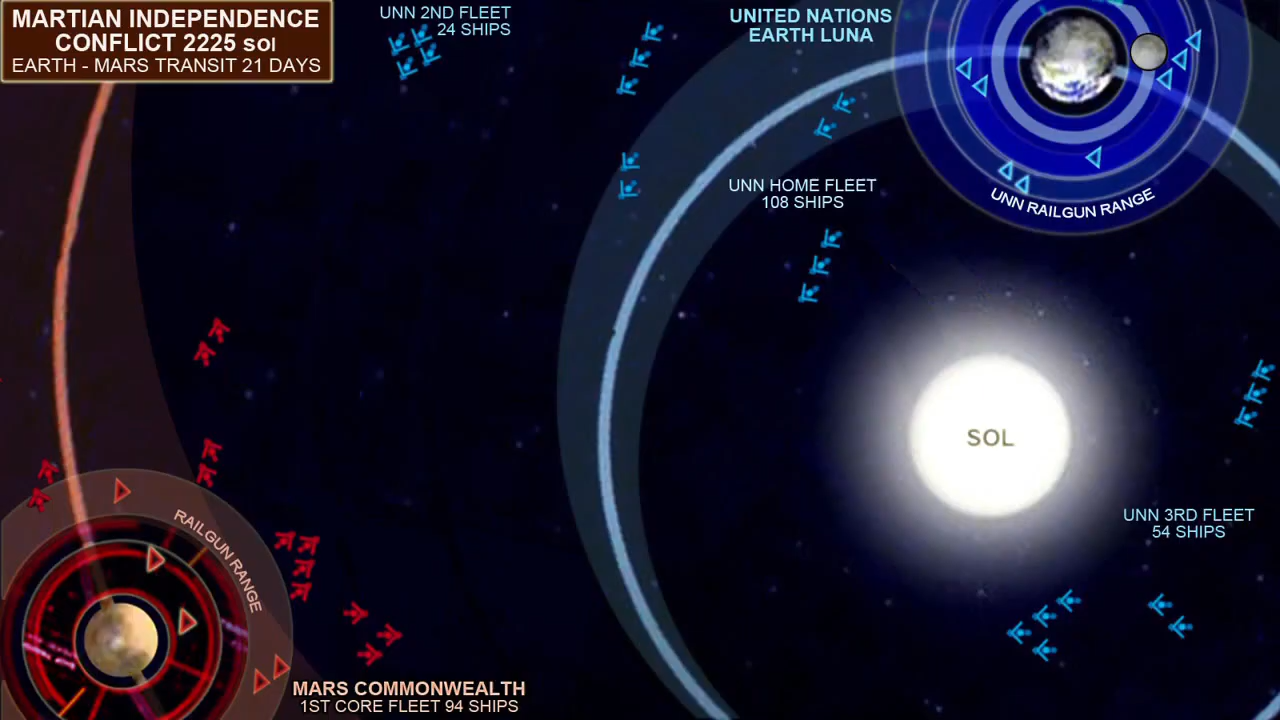 MARTIAN INDEPENDENCE
CONFLICT 2225 sol
EARTH - MARS TRANSIT 21 DAYS
UNN 2ND FLEET
24 SHIPS
UNITED NATIONS
EARTH LUNA
UNN HOME FLEET
108 SHIPS
UNN RAILGUN RANGE
SOL
UNN 3RD FLEET
54 SHIPS
RAILGUN RANGE
MARS COMMONWEALTH
1ST CORE FLEET 94 SHIPS